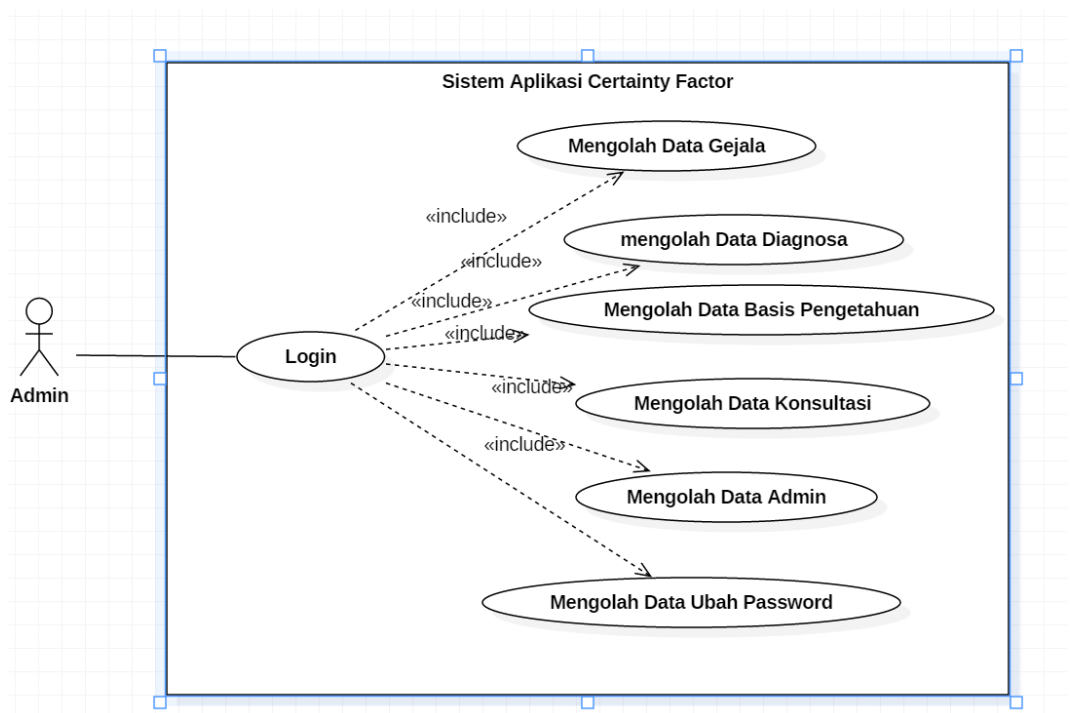 Sistem Aplikasi Certainty Factor
Mengolah Data Gejala
«include»
mengolah Data Diagnosa
«include»
«include»
Mengolah Data Basis Pengetahuan
«include»
Login
«include»
Admin
Mengolah Data Konsultasi
«include»
Mengolah Data Admin
Mengolah Data Ubah Password